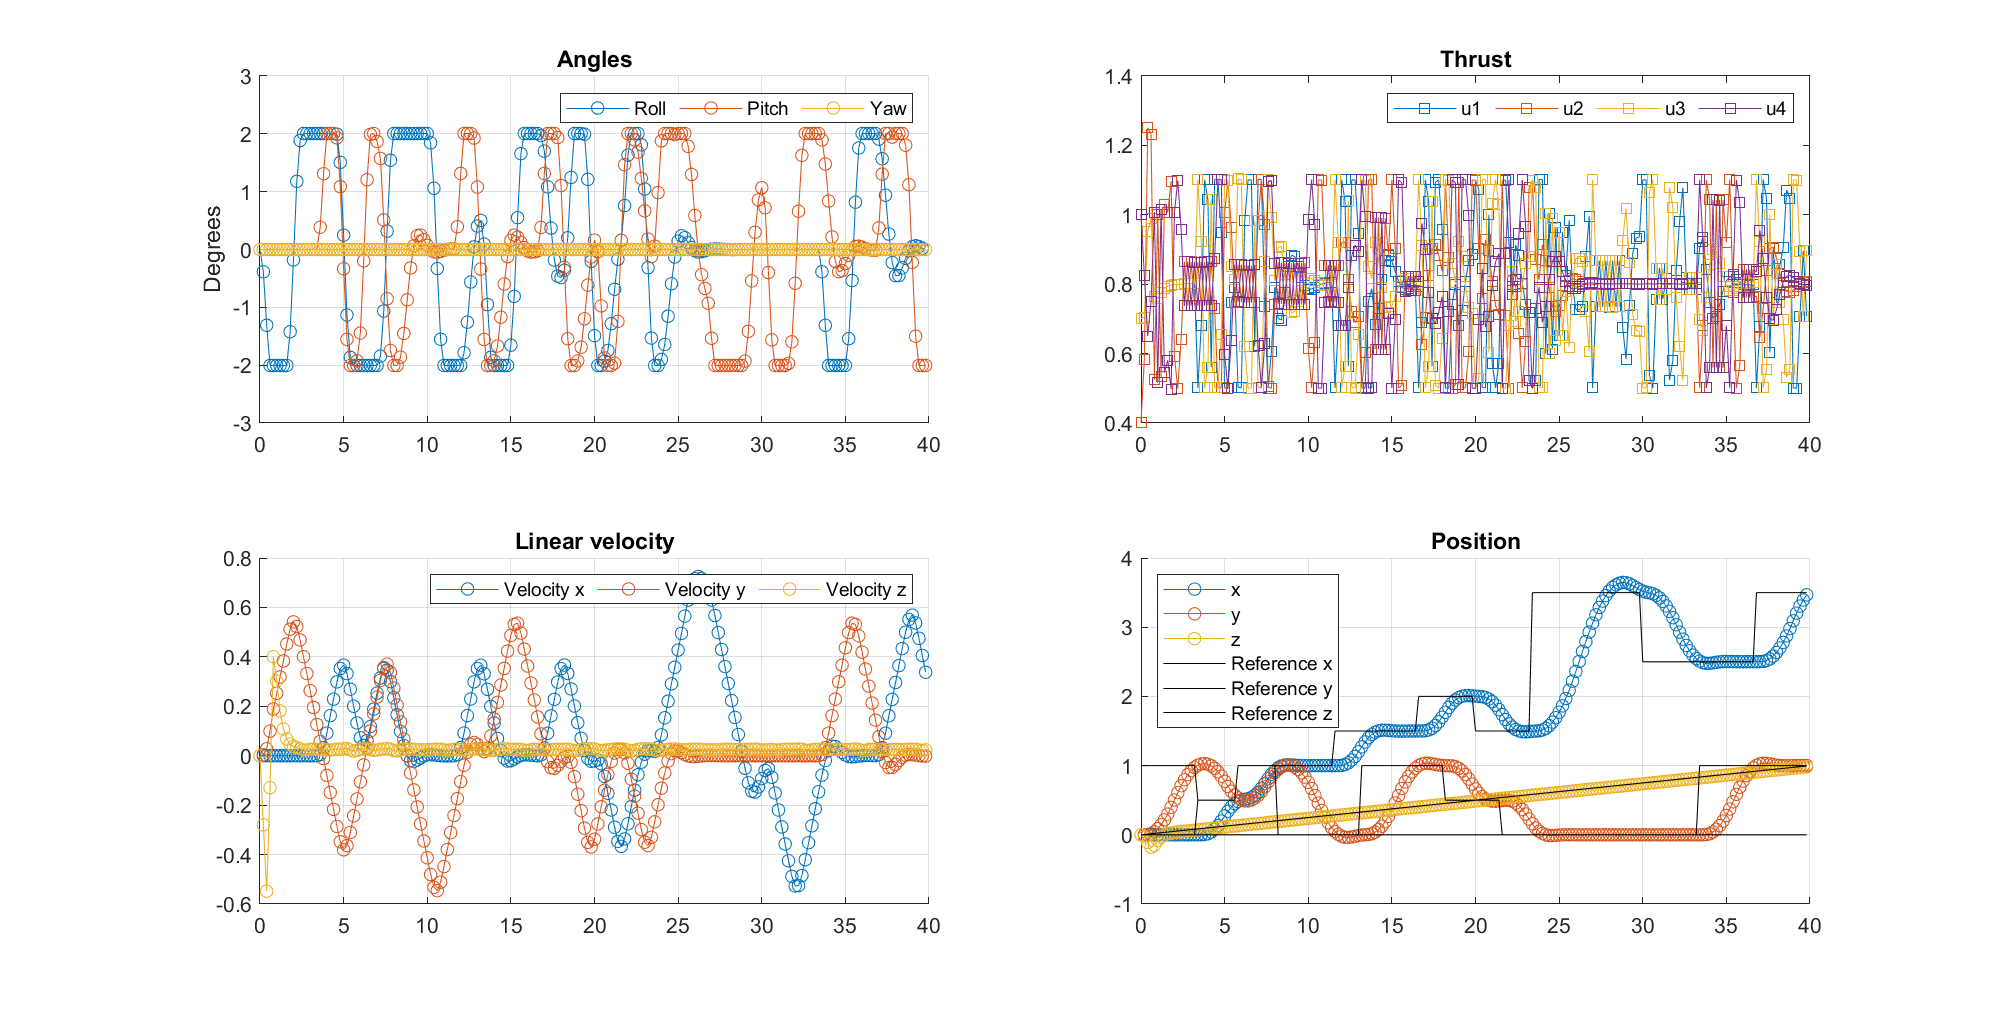 Angles
3
2
1
0
-1
-2
-3
Degrees
Roll Pitch Yaw
0 5 10 15 20 25 30 35 40
Thrust
1.4
1.2
1
0.8
0.6
0.4
u1 u2 u3 u4
0 5 10 15 20 25 30 35 40
Linear velocity
0.8
0.6
0.4
0.2
0
-0.2
-0.4
-0.6
Velocity x Velocity y Velocity z
0 5 10 15 20 25 30 35 40
Position
4
3
2
1
0
-1
x
y
z
Reference x
Reference y
Reference z
0 5 10 15 20 25 30 35 40